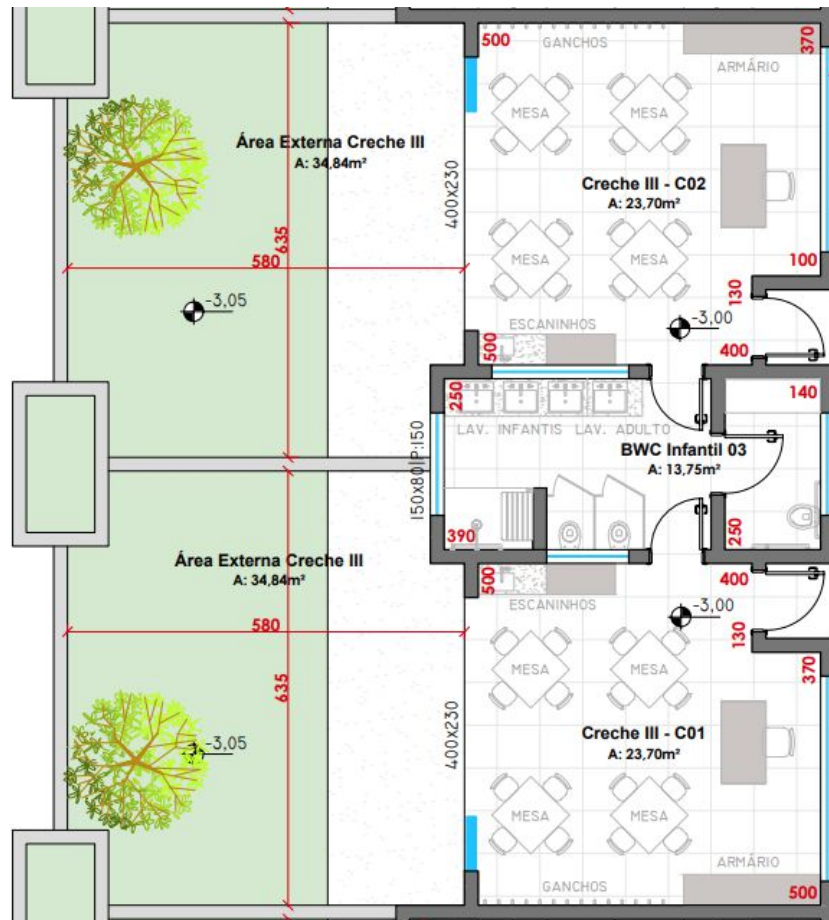 500
GANCHOS
370
ARMÁRIO
MESA
MESA
Área Externa Creche III
A: 34,84m²
400x230
Creche III - C02
A: 23,70m²
635
580
MESA
MESA
100
130
-3,05
-3,00
ESCANINHOS
500
400
250
140
LAV. INFANTIS
LAV. ADULTO
150x80|P:150
BWC Infantil 03
A: 13,75m²
390
250
Área Externa Creche III
A: 34,84m²
500
400
ESCANINHOS
-3,00
580
130
MESA
MESA
370
635
-3,05
400x230
Creche III - C01
A: 23,70m²
MESA
MESA
ARMÁRIO
GANCHOS
500